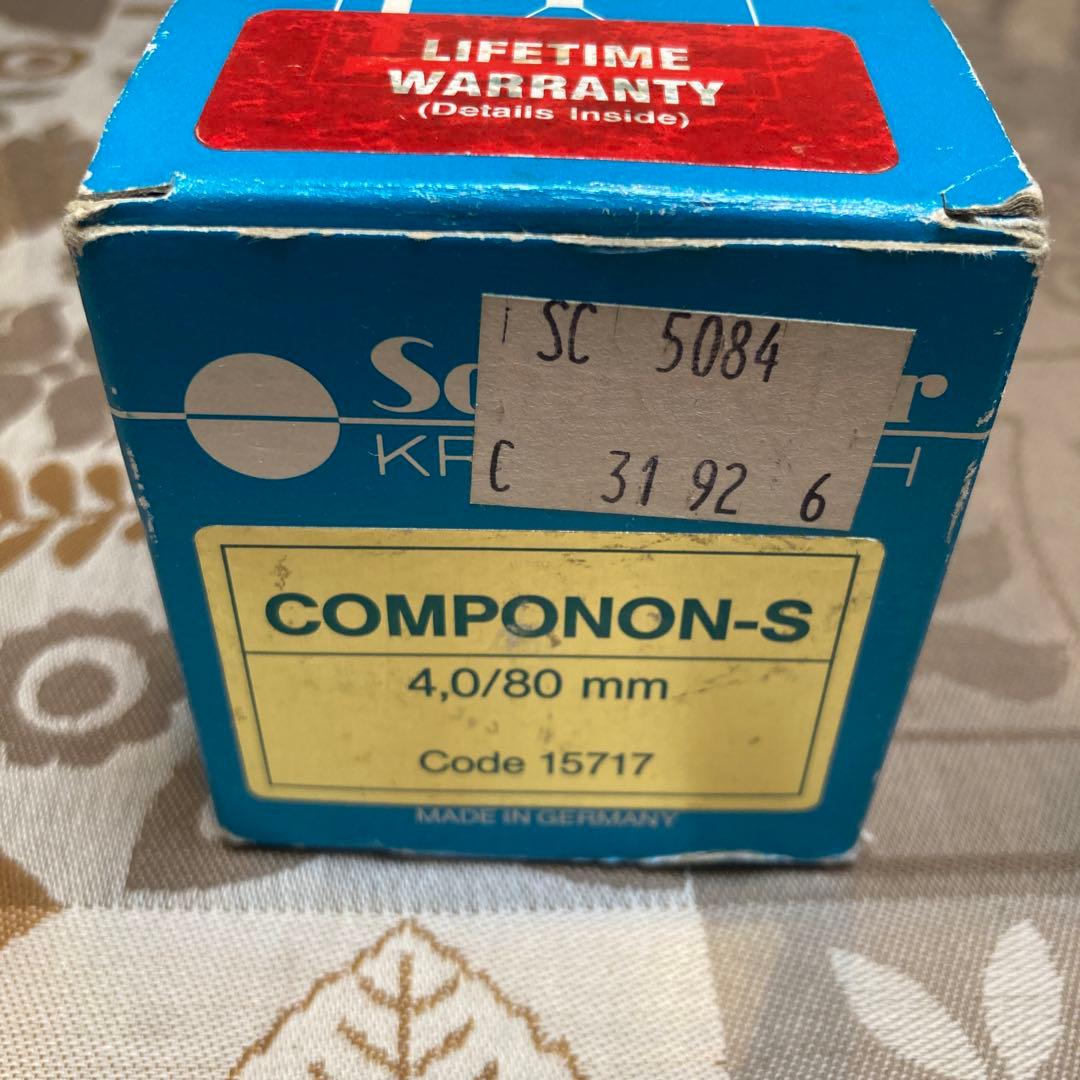 LIFETIME
WARRANTY
(Details Inside)
SC 5084
C 31 92 6
COMPONON-S
4,0/80 mm
Code 15717
MADE IN GERMANY